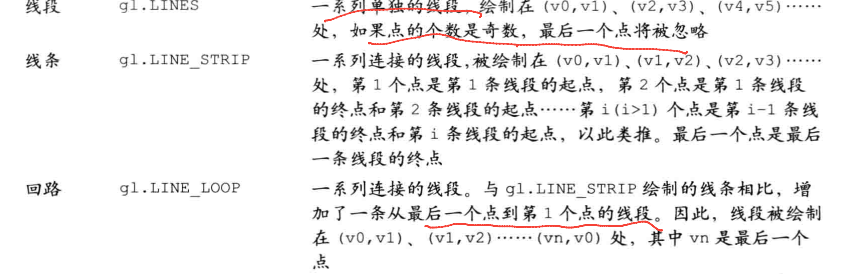 线段 gl.LINES 一系列单独的线段，绘制在 (v0,v1)、(v2,v3)、(v4,v5)……
处，如果点的个数是奇数，最后一个点将被忽略
线条 gl.LINE_STRIP 一系列连接的线段,被绘制在 (v0,v1)、(v1,v2)、(v2,v3)……
处，第 1 个点是第 1 条线段的起点，第 2 个点是第 1 条线段
的终点和第 2 条线段的起点……第 i(i>1) 个点是第 i-1 条线
段的终点和第 i 条线段的起点，以此类推。最后一个点是最后
一条线段的终点
回路 gl.LINE_LOOP 一系列连接的线段。与 gl.LINE_STRIP 绘制的线条相比，增
加了一条从最后一个点到第 1 个点的线段。因此，线段被绘制
在 (v0,v1)、(v1,v2)……(vn,v0) 处，其中 vn 是最后一个
点